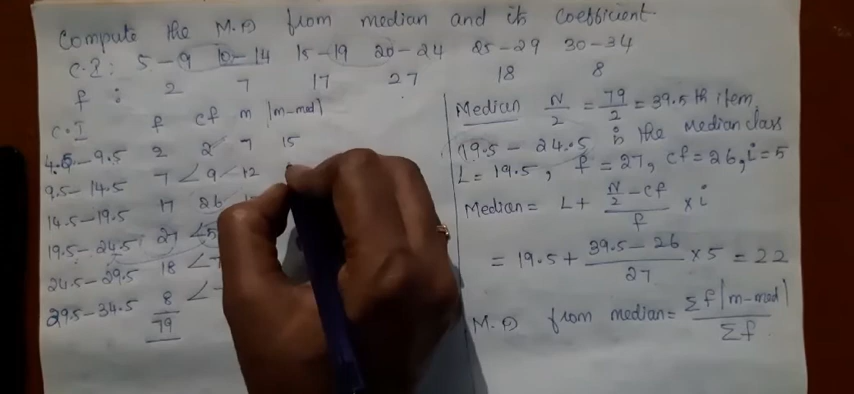 Compute the M.D from median and its coefficient
C.I : 5 - 9 10 - 14 15 - 19 20 - 24 25 - 29 30 - 34
f : 2 7 17 27 18 8
C.I f cf m |m-med|
4.5 - 9.5 2 2 7 15
9.5 - 14.5 7 9 12
14.5 - 19.5 17 26
19.5 - 24.5 27
24.5 - 29.5 18
29.5 - 34.5 8
79
Median N/2 = 79/2 = 39.5 th item
19.5 - 24.5 is the median class
L = 19.5, f = 27, cf = 26, i = 5
Median = L + (N/2 - cf)/f × i
= 19.5 + (39.5 - 26)/27 × 5 = 22
M.D from median = Σf|m-med|/Σf